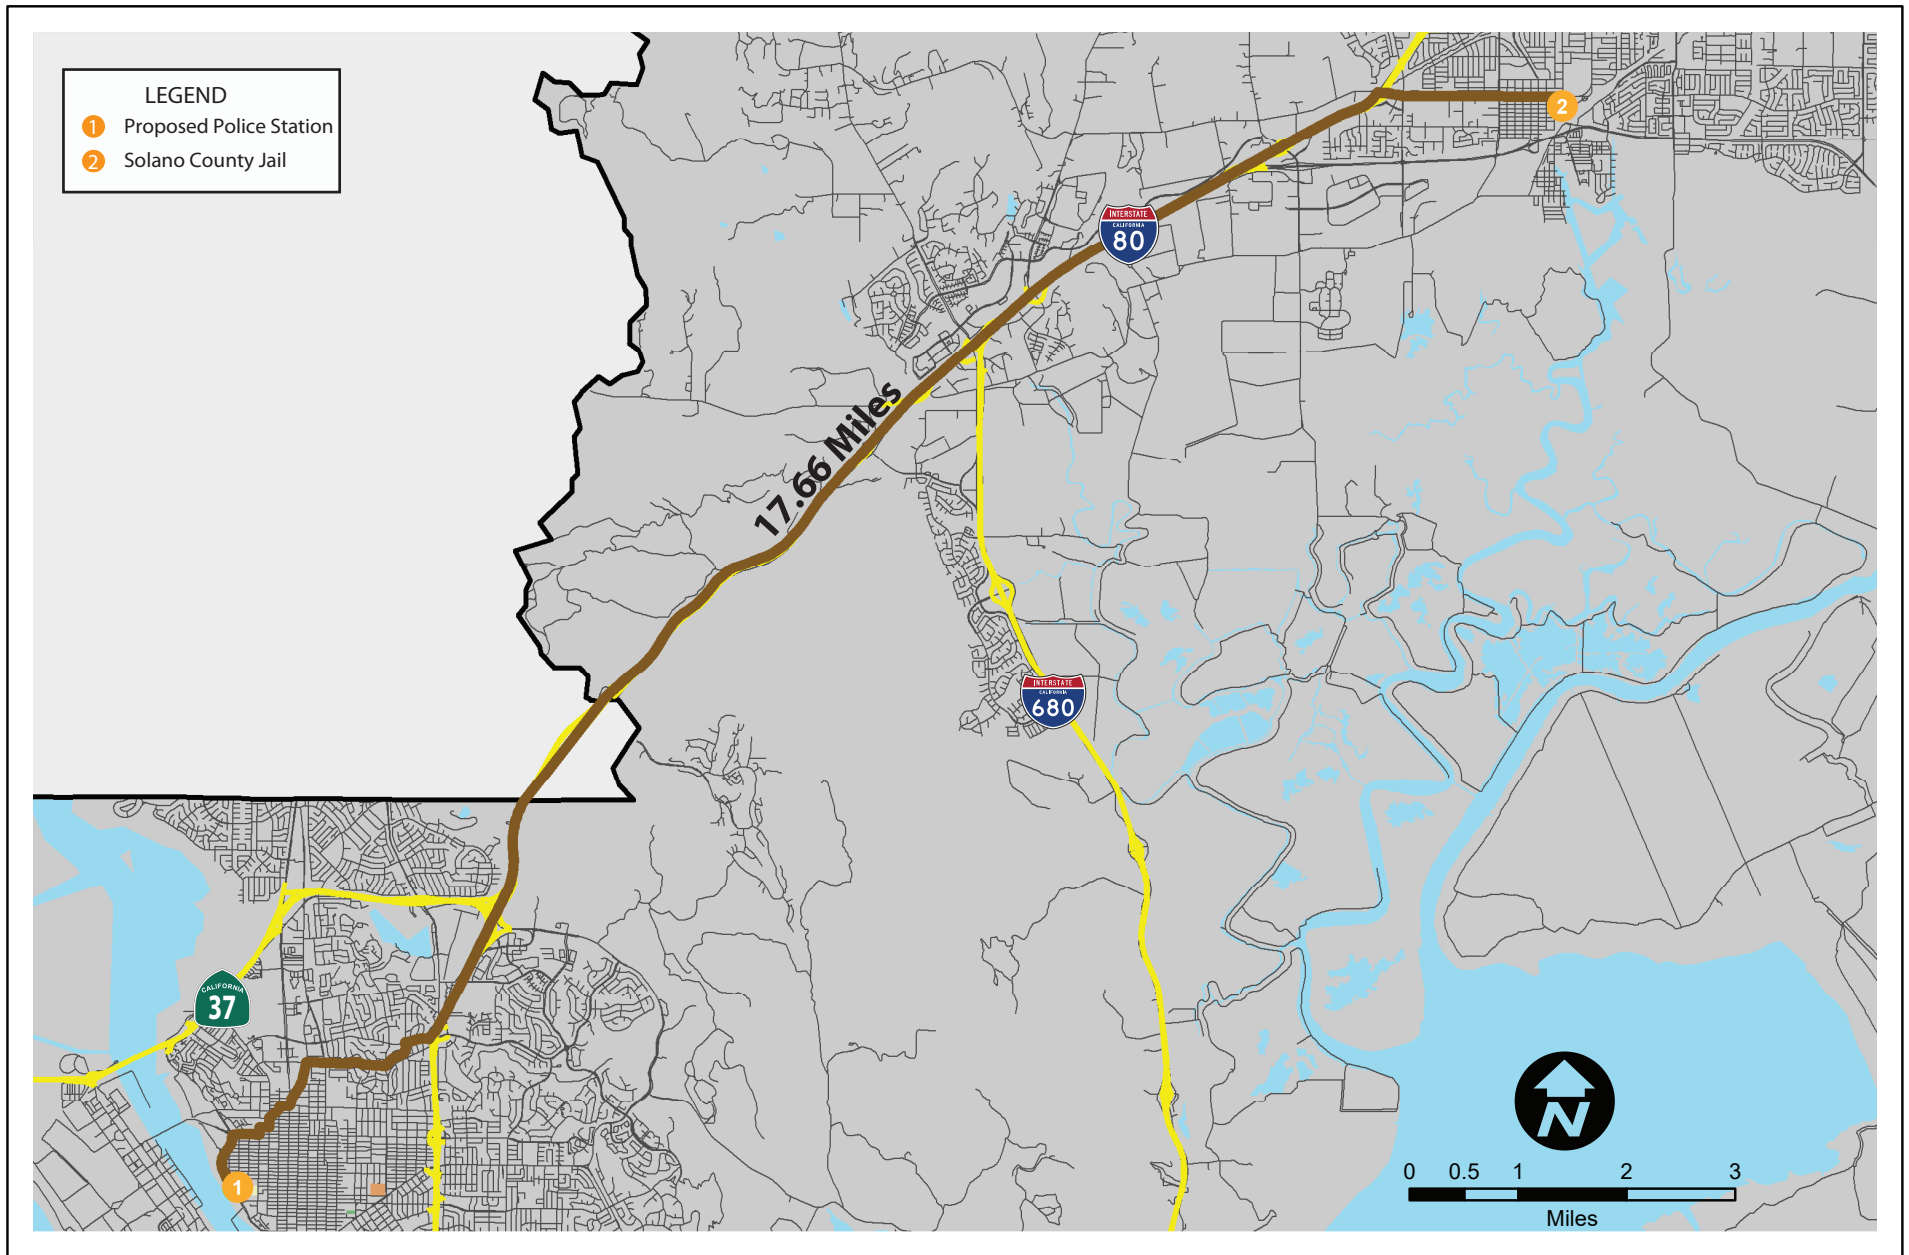 LEGEND
1 Proposed Police Station
2 Solano County Jail
2
INTERSTATE
CALIFORNIA
80
17.66 Miles
INTERSTATE
CALIFORNIA
680
CALIFORNIA
37
1
N
0 0.5 1 2 3
Miles